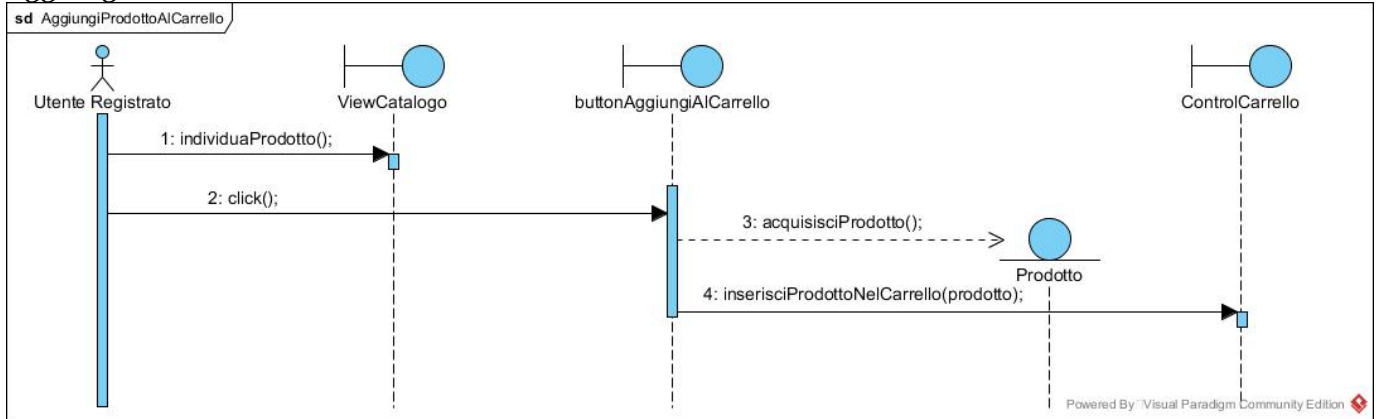 sd AggiungiProdottoAlCarrello
Utente Registrato
ViewCatalogo
buttonAggiungiAlCarrello
ControlCarrello
1: individuaProdotto();
2: click();
3: acquisisciProdotto();
Prodotto
4: inserisciProdottoNelCarrello(prodotto);
Powered By Visual Paradigm Community Edition